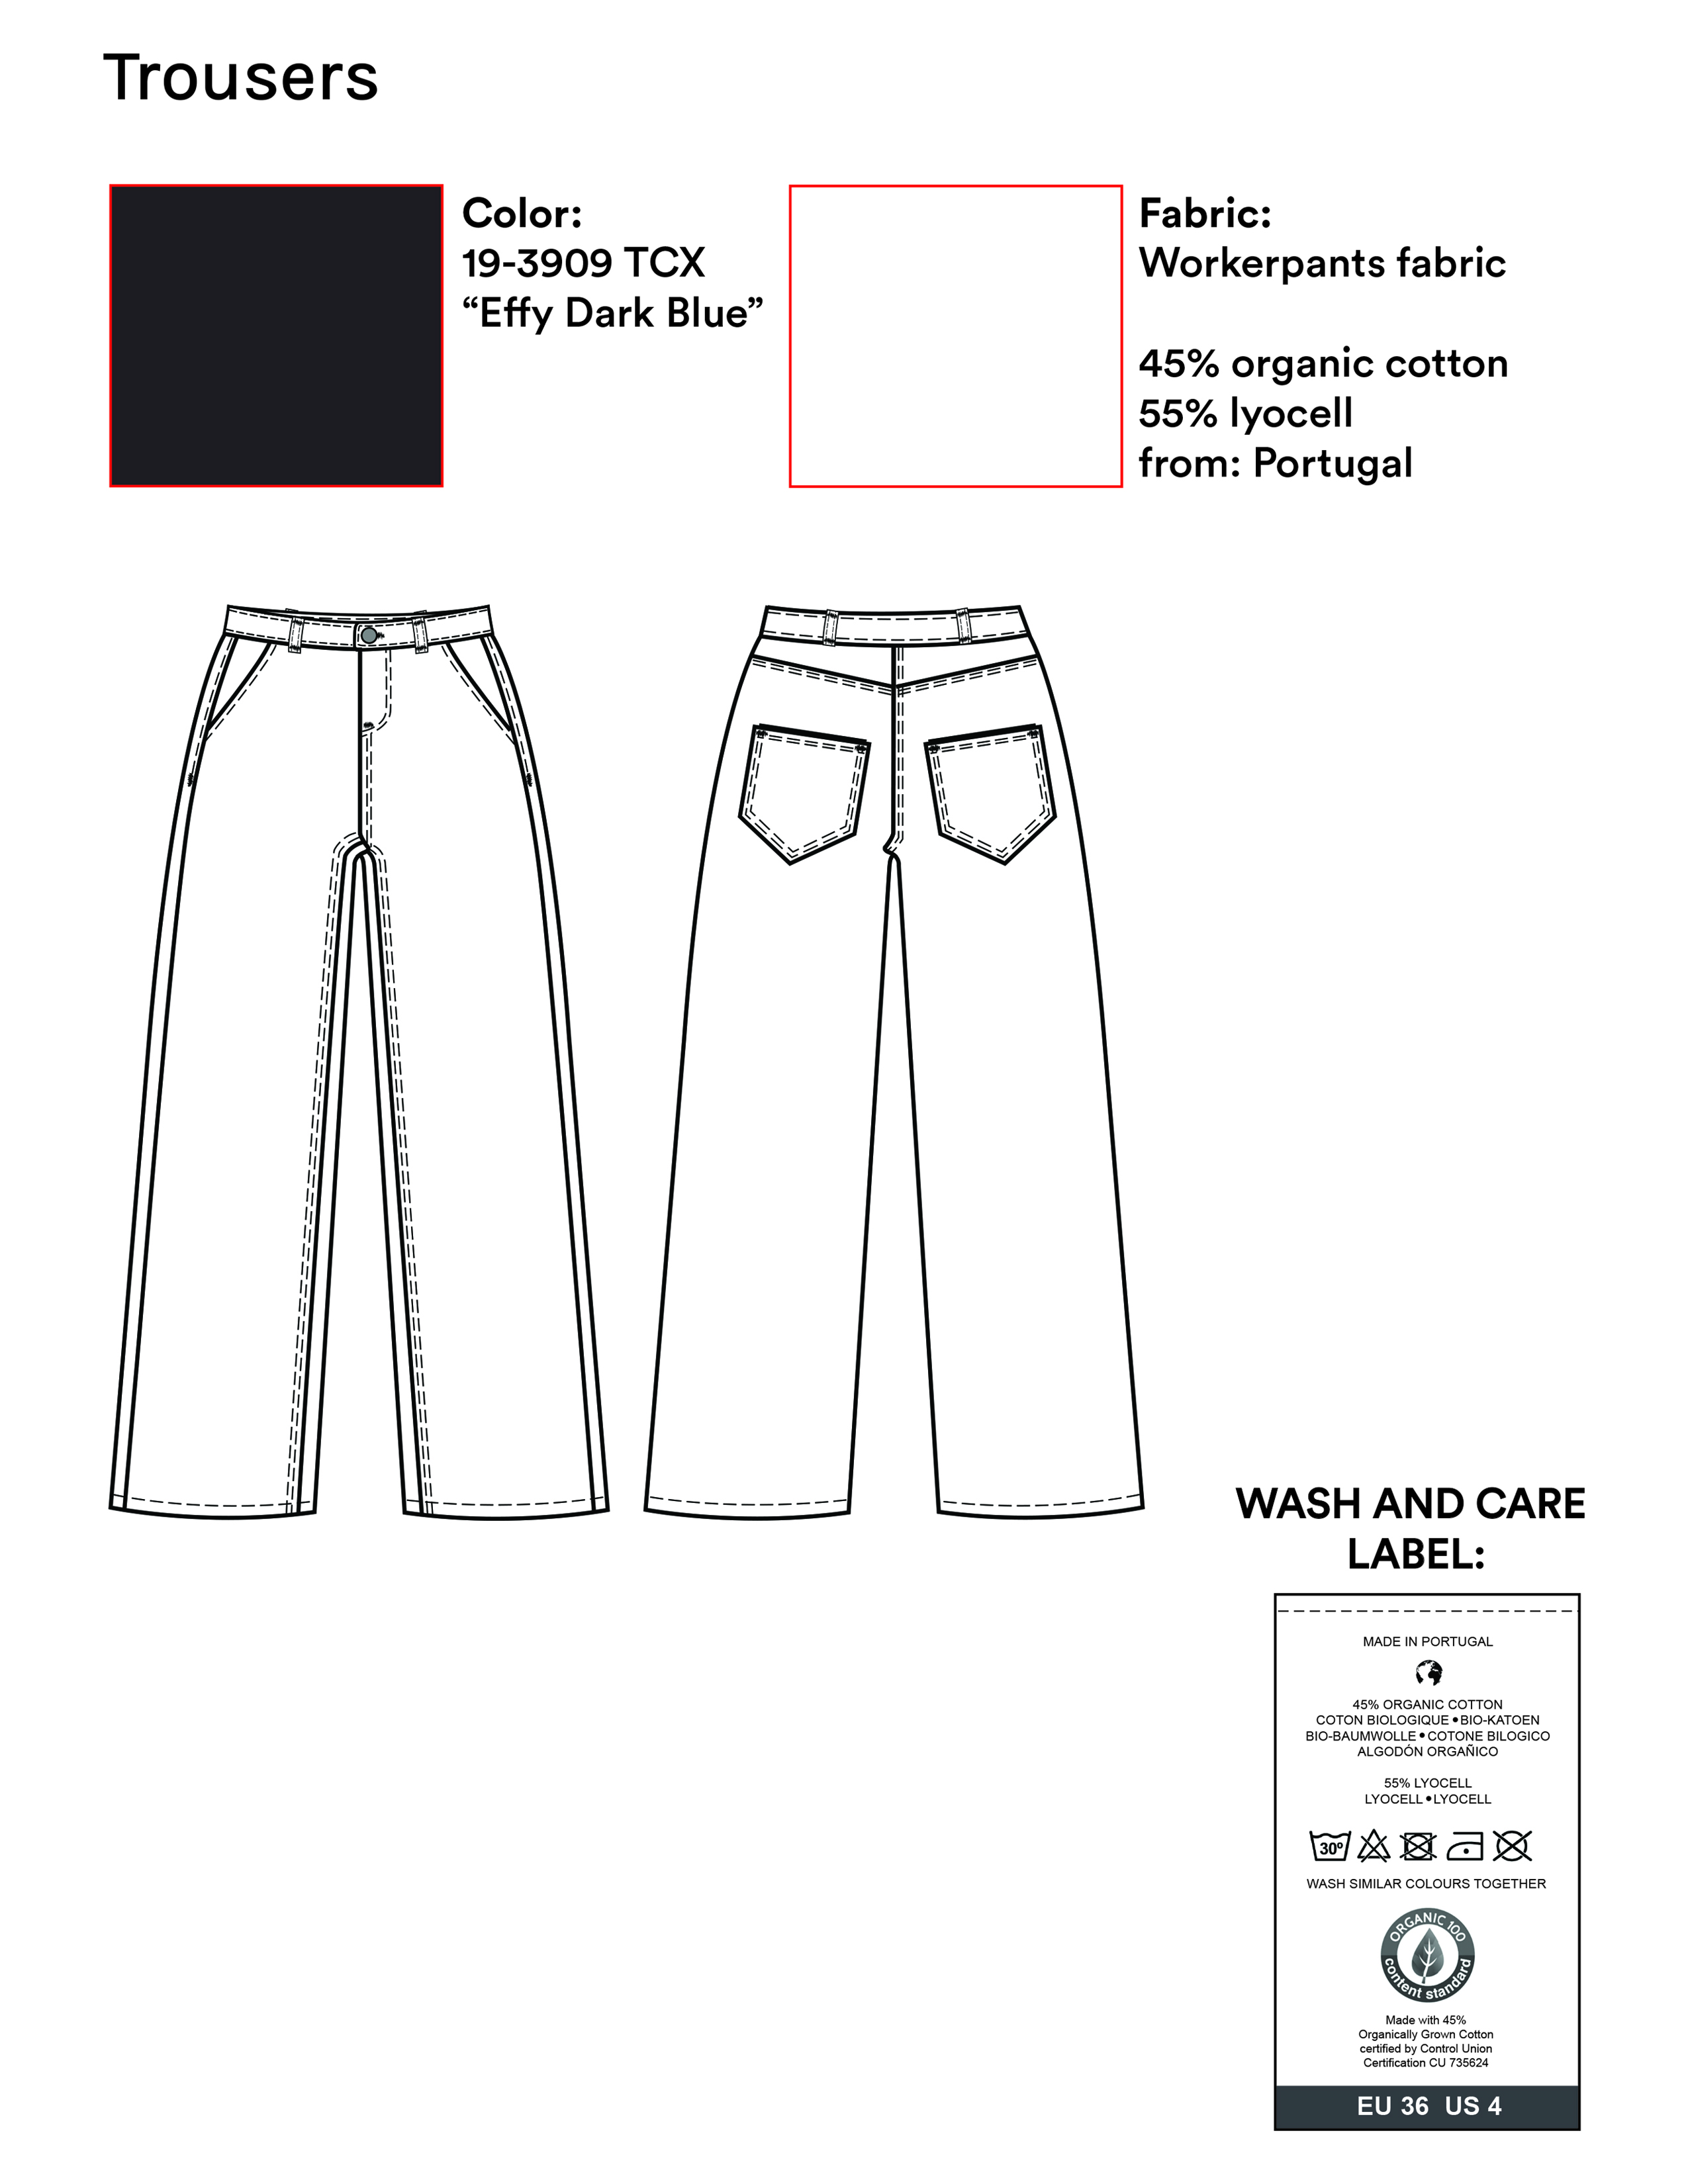 Trousers
Color:
19-3909 TCX
“Effy Dark Blue”
Fabric:
Workerpants fabric
45% organic cotton
55% lyocell
from: Portugal
WASH AND CARE
LABEL:
MADE IN PORTUGAL
45% ORGANIC COTTON
COTON BIOLOGIQUE • BIO-KATOEN
BIO-BAUMWOLLE • COTONE BILOGICO
ALGODÓN ORGAÑICO
55% LYOCELL
LYOCELL • LYOCELL
30º
WASH SIMILAR COLOURS TOGETHER
ORGANIC 100
content standard
Made with 45%
Organically Grown Cotton
certified by Control Union
Certification CU 735624
EU 36 US 4